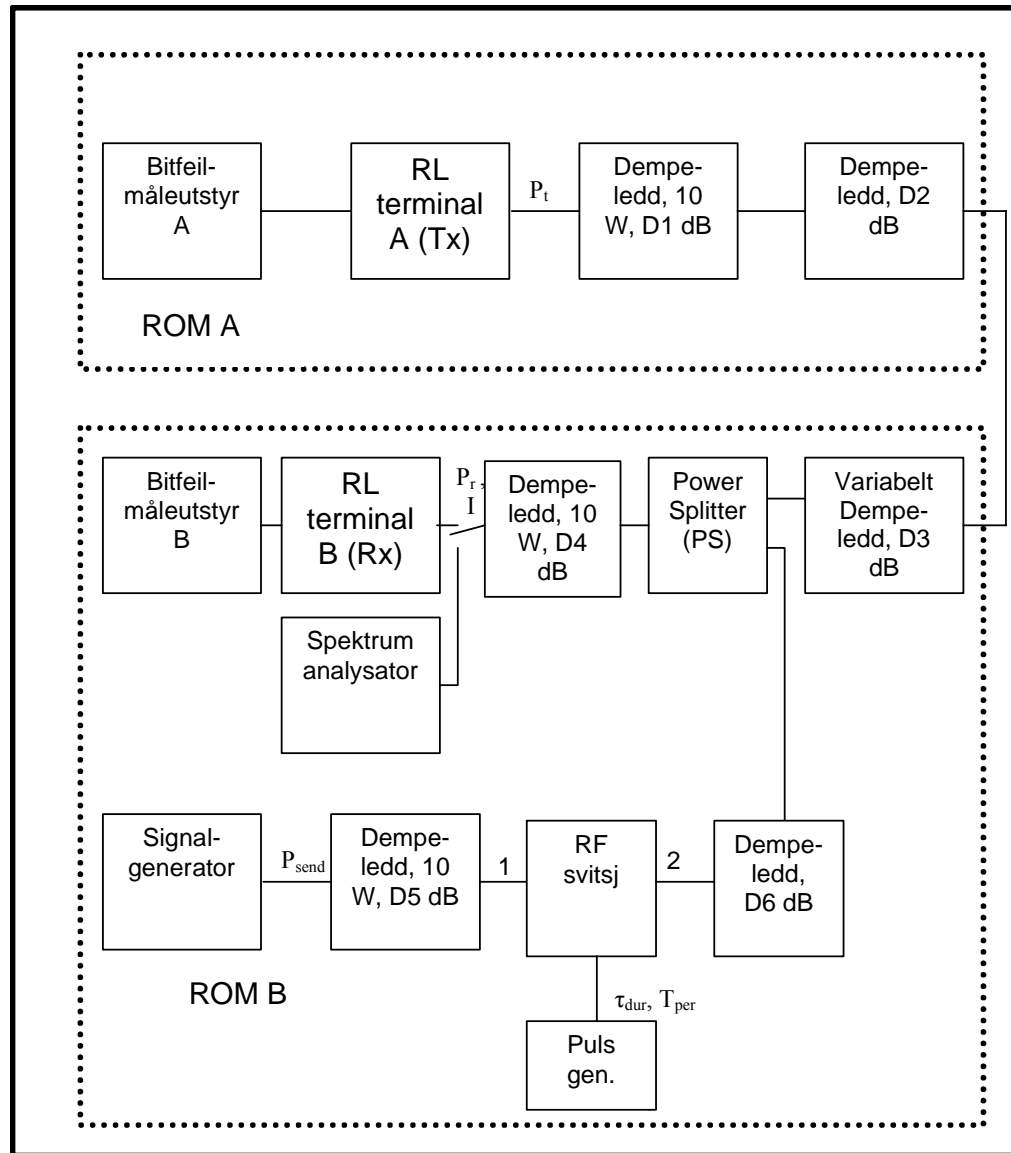 Bitfeil-
måleutstyr
A
RL
terminal
A (Tx)
Pt
Dempe-
ledd, 10
W, D1 dB
Dempe-
ledd, D2
dB
ROM A
Bitfeil-
måleutstyr
B
RL
terminal
B (Rx)
Pr ,
I
Dempe-
ledd, 10
W, D4
dB
Power
Splitter
(PS)
Variabelt
Dempe-
ledd, D3
dB
Spektrum
analysator
Signal-
generator
Psend
Dempe-
ledd, 10
W, D5 dB
1
RF
svitsj
2
Dempe-
ledd,
D6 dB
ROM B
τdur, Tper
Puls
gen.